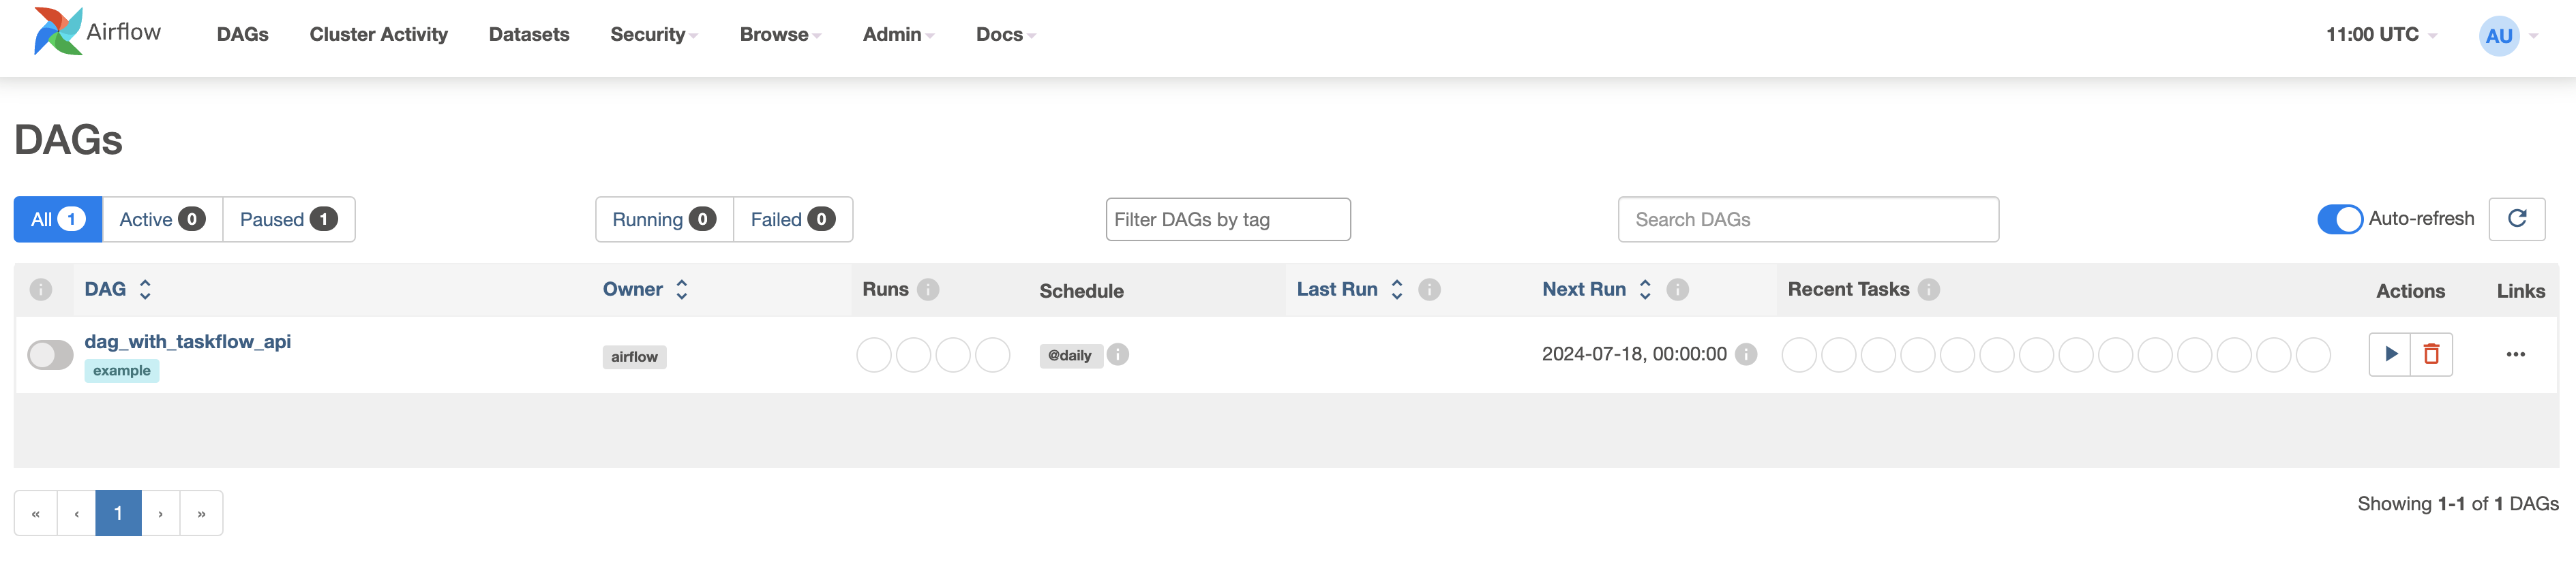 Airflow DAGs Cluster Activity Datasets Security Browse Admin Docs 11:00 UTC AU
DAGs
All 1 Active 0 Paused 1 Running 0 Failed 0 Filter DAGs by tag Search DAGs Auto-refresh
i DAG Owner Runs i Schedule Last Run i Next Run i Recent Tasks i Actions Links
dag_with_taskflow_api
example airflow @daily i 2024-07-18, 00:00:00 i ...
« ‹ 1 › » Showing 1-1 of 1 DAGs